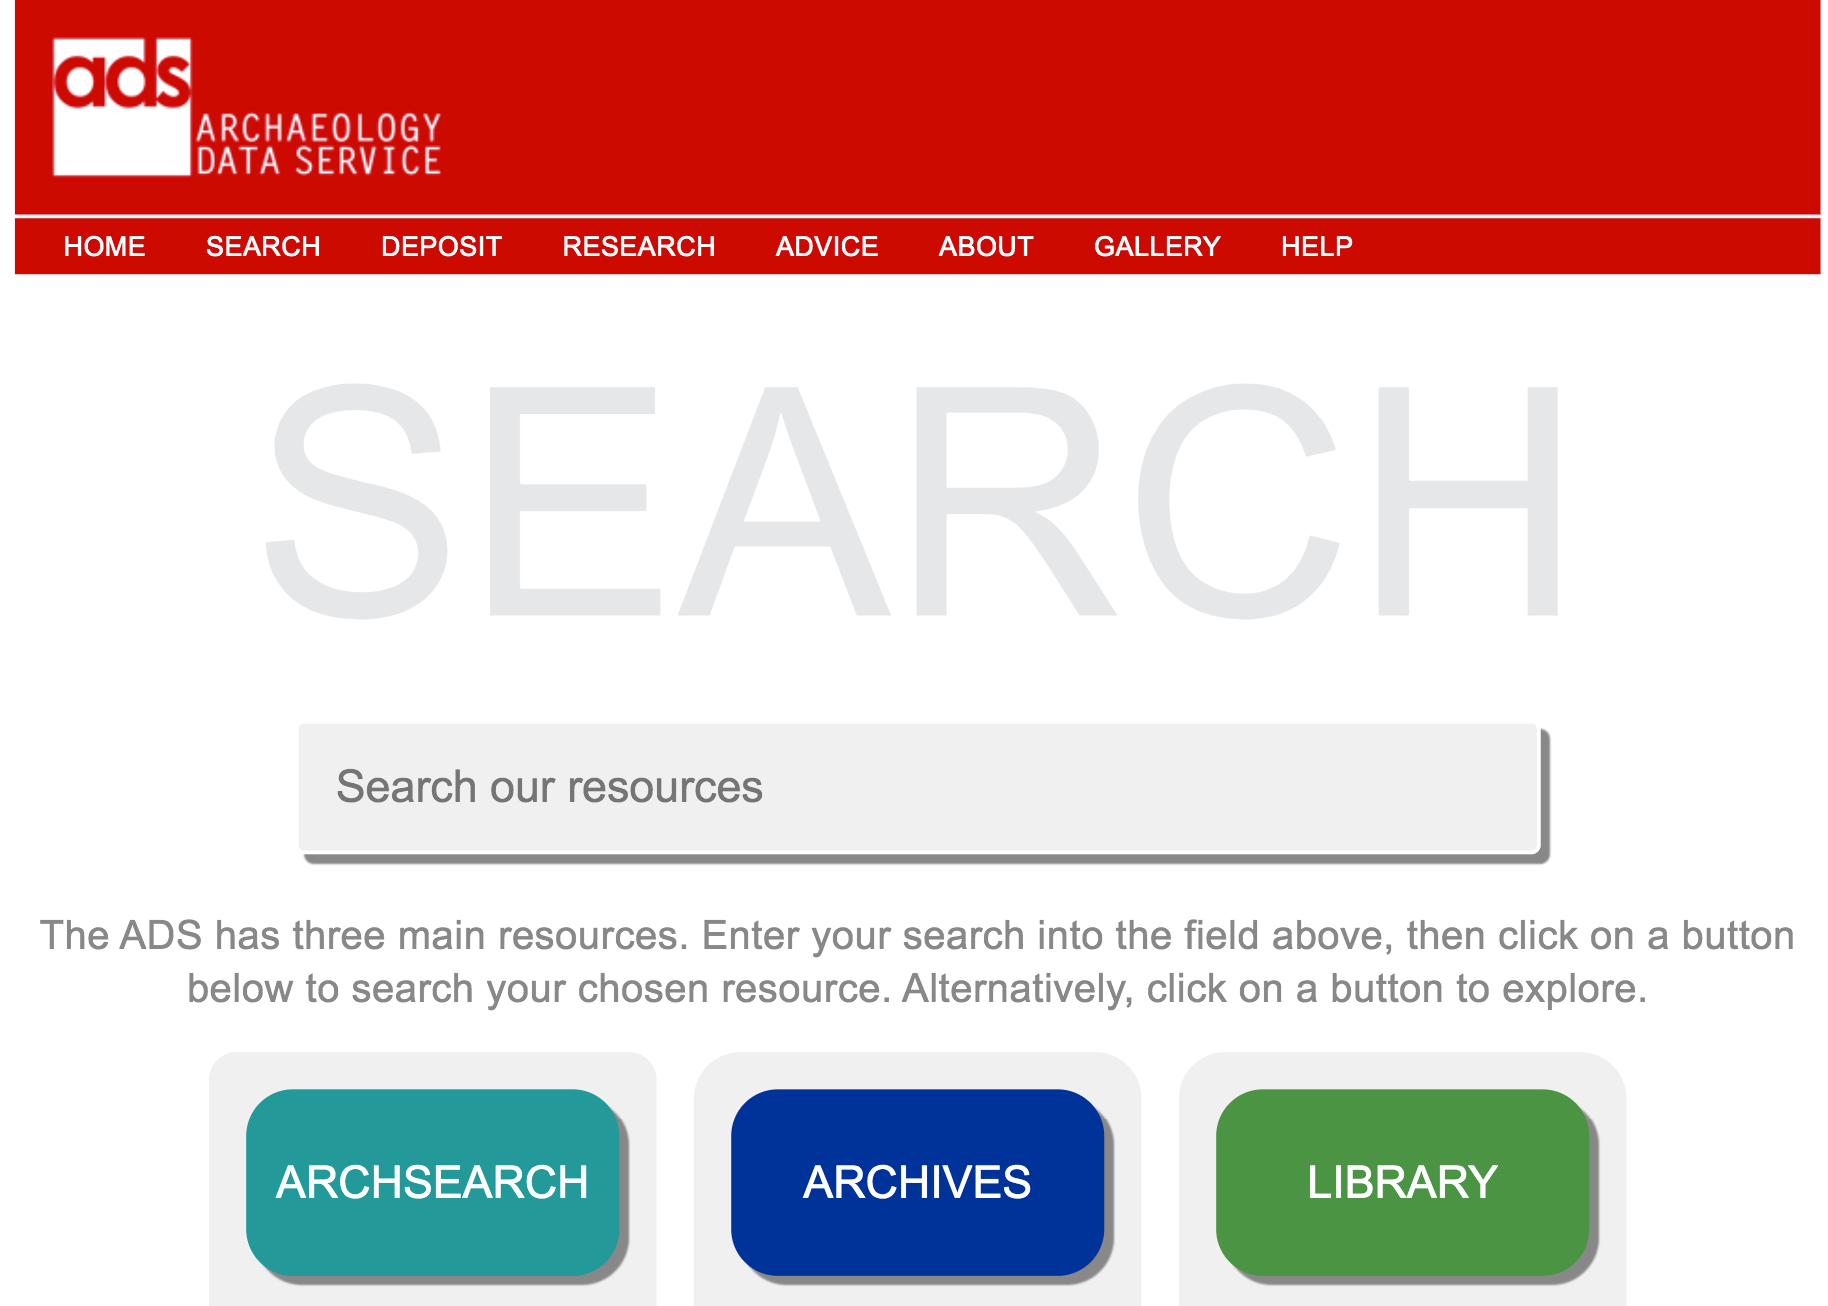 ads
ARCHAEOLOGY
DATA SERVICE
HOME SEARCH DEPOSIT RESEARCH ADVICE ABOUT GALLERY HELP
SEARCH
Search our resources
The ADS has three main resources. Enter your search into the field above, then click on a button
below to search your chosen resource. Alternatively, click on a button to explore.
ARCHSEARCH ARCHIVES LIBRARY